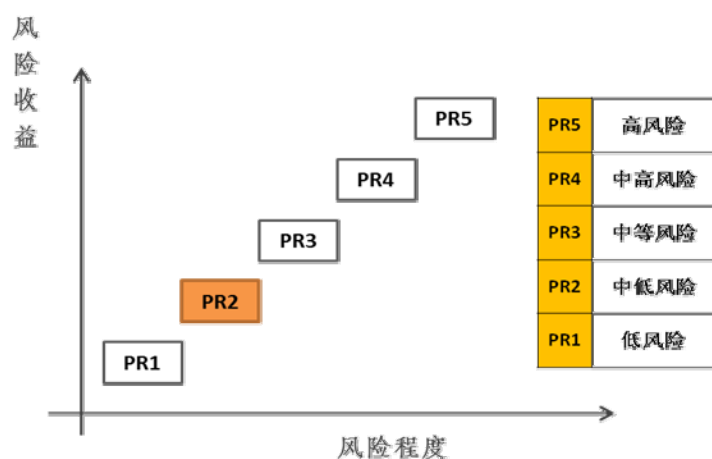 风
险
收
益
PR5
PR4
PR3
PR2
PR1
风险程度
PR5 高风险
PR4 中高风险
PR3 中等风险
PR2 中低风险
PR1 低风险